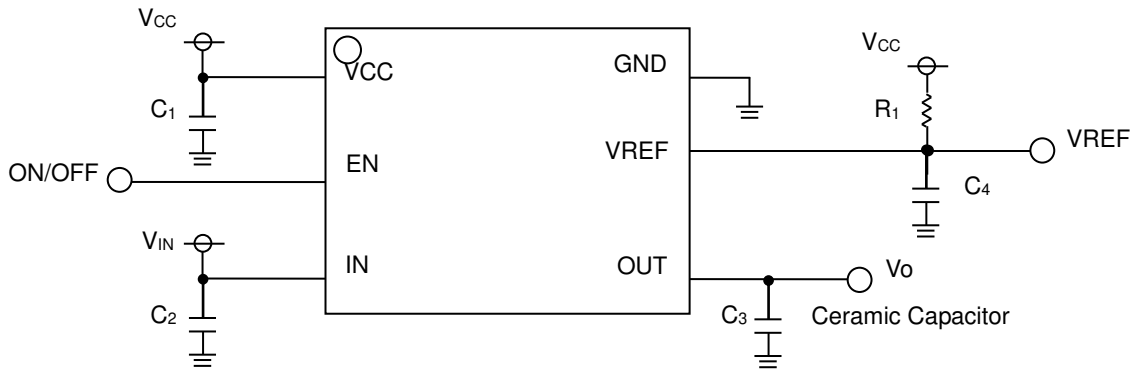 VCC
VCC
GND
VCC
C1
R1
VREF
VREF
EN
ON/OFF
C4
VIN
IN
OUT
Vo
C2
C3
Ceramic Capacitor